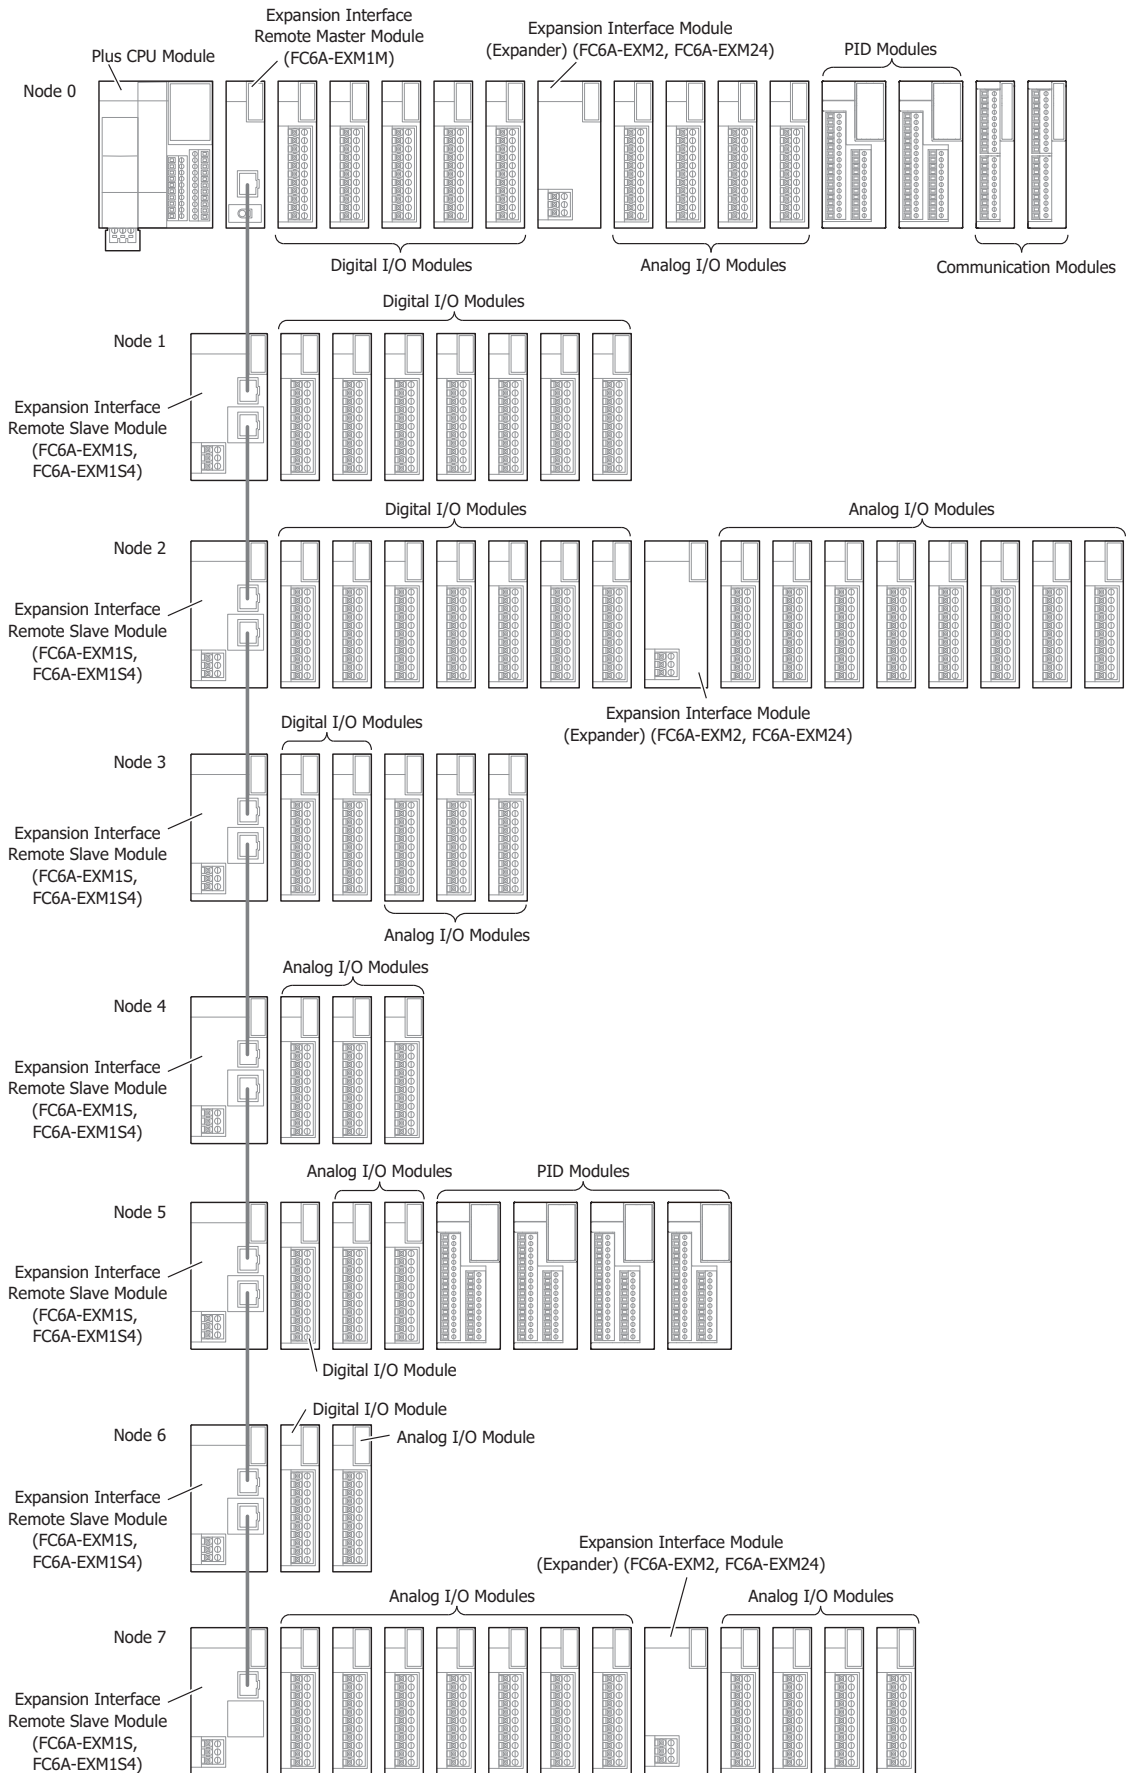 Expansion Interface
Remote Master Module
(FC6A-EXM1M)
Expansion Interface Module
(Expander) (FC6A-EXM2, FC6A-EXM24)
PID Modules
Plus CPU Module
Node 0
Digital I/O Modules
Analog I/O Modules
Communication Modules
Digital I/O Modules
Node 1
Expansion Interface
Remote Slave Module
(FC6A-EXM1S,
FC6A-EXM1S4)
Digital I/O Modules
Analog I/O Modules
Node 2
Expansion Interface
Remote Slave Module
(FC6A-EXM1S,
FC6A-EXM1S4)
Expansion Interface Module
(Expander) (FC6A-EXM2, FC6A-EXM24)
Digital I/O Modules
Node 3
Expansion Interface
Remote Slave Module
(FC6A-EXM1S,
FC6A-EXM1S4)
Analog I/O Modules
Analog I/O Modules
Node 4
Expansion Interface
Remote Slave Module
(FC6A-EXM1S,
FC6A-EXM1S4)
Analog I/O Modules
PID Modules
Node 5
Expansion Interface
Remote Slave Module
(FC6A-EXM1S,
FC6A-EXM1S4)
Digital I/O Module
Digital I/O Module
Node 6
Analog I/O Module
Expansion Interface
Remote Slave Module
(FC6A-EXM1S,
FC6A-EXM1S4)
Expansion Interface Module
(Expander) (FC6A-EXM2, FC6A-EXM24)
Analog I/O Modules
Analog I/O Modules
Node 7
Expansion Interface
Remote Slave Module
(FC6A-EXM1S,
FC6A-EXM1S4)